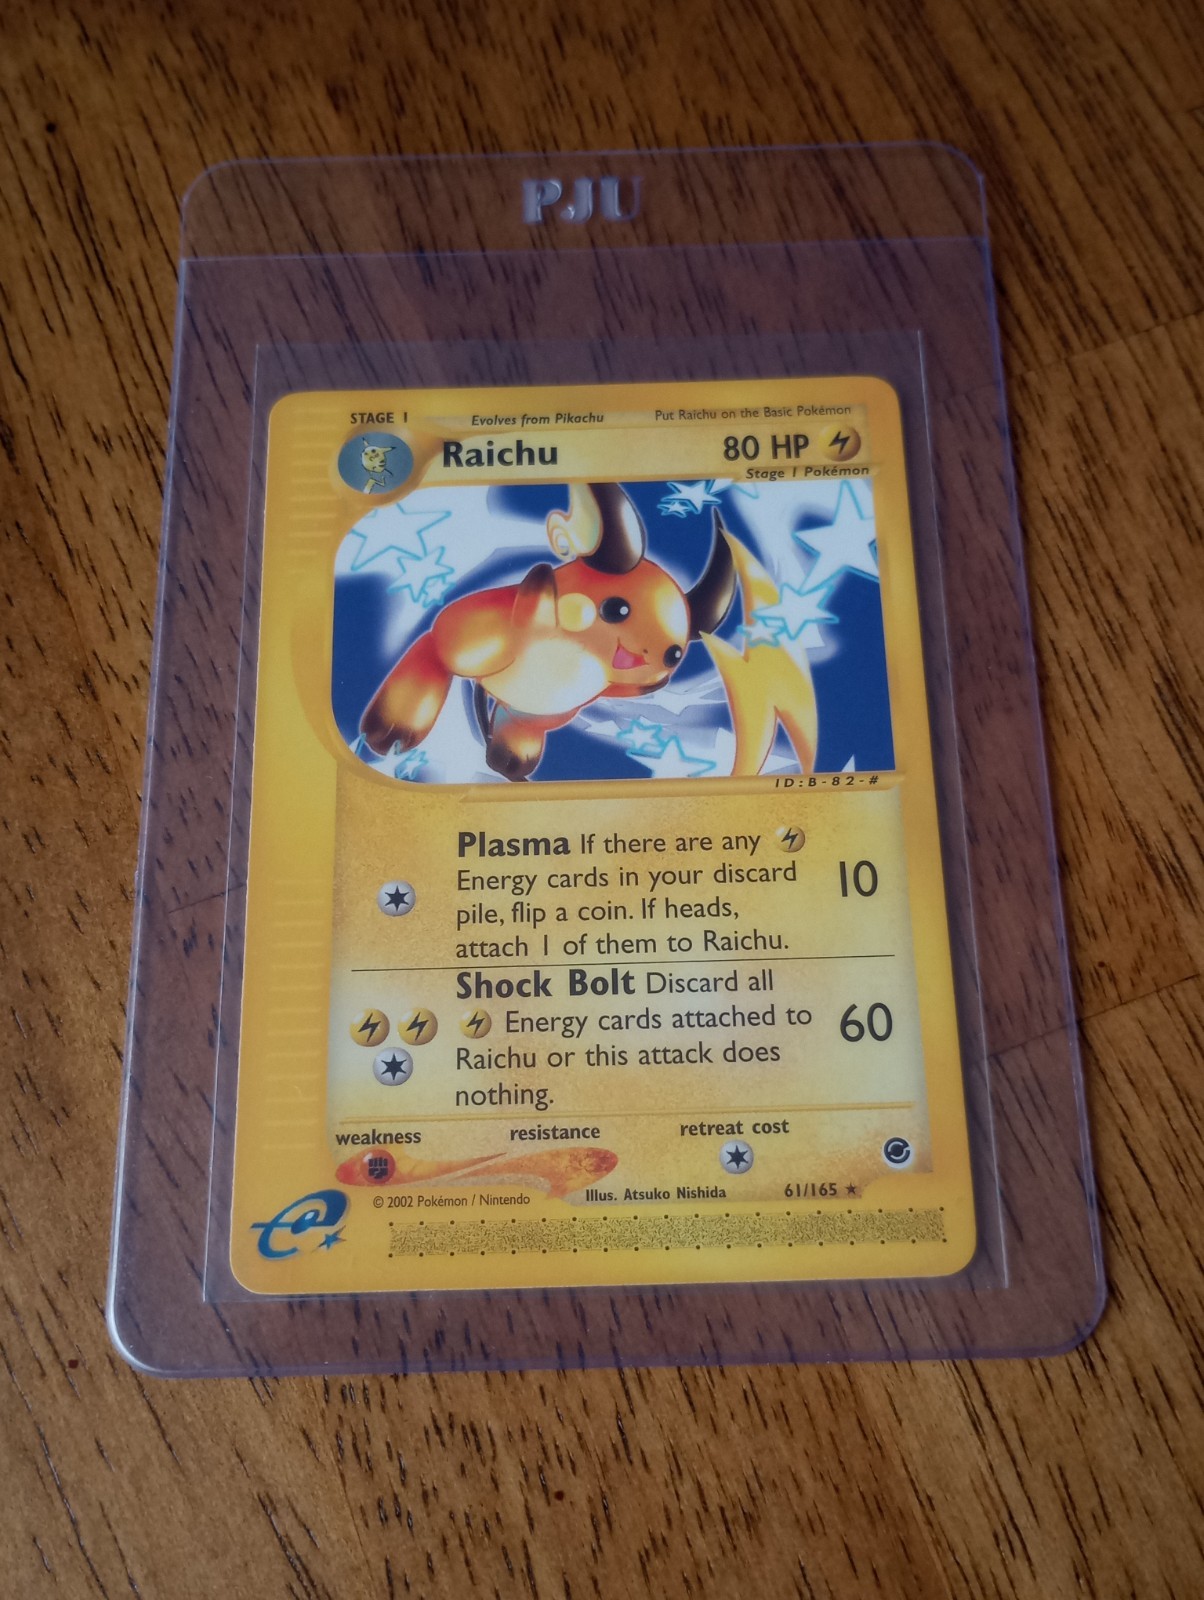 PJU
STAGE 1 Evolves from Pikachu Put Raichu on the Basic Pokémon
Raichu 80 HP
Stage 1 Pokémon
ID:B-82-#
Plasma If there are any
Energy cards in your discard
pile, flip a coin. If heads,
attach 1 of them to Raichu.
10
Shock Bolt Discard all
Energy cards attached to
Raichu or this attack does
nothing.
60
weakness resistance retreat cost
© 2002 Pokémon / Nintendo Illus. Atsuko Nishida 61/165 ★
e